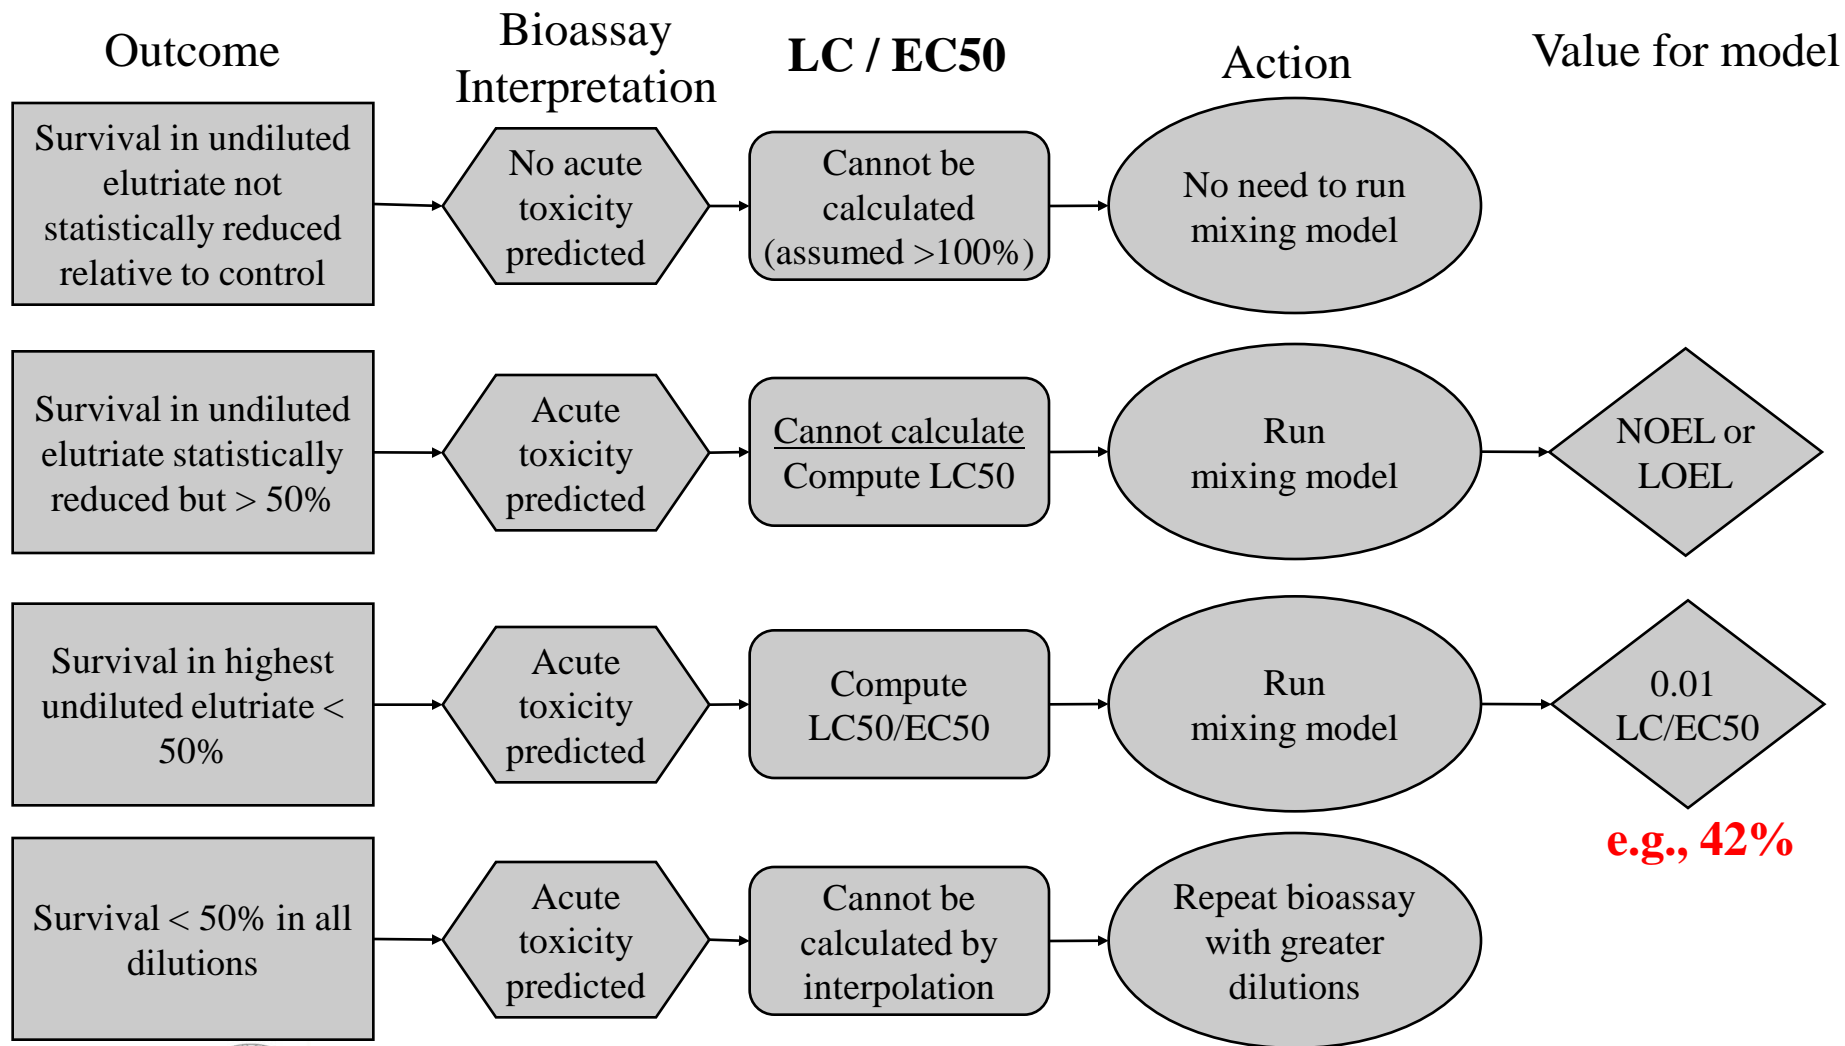 Outcome
Bioassay
Interpretation
LC / EC50
Action
Value for model
Survival in undiluted
elutriate not
statistically reduced
relative to control
No acute
toxicity
predicted
Cannot be
calculated
(assumed >100%)
No need to run
mixing model
Survival in undiluted
elutriate statistically
reduced but > 50%
Acute
toxicity
predicted
Cannot calculate
Compute LC50
Run
mixing model
NOEL or
LOEL
Survival in highest
undiluted elutriate <
50%
Acute
toxicity
predicted
Compute
LC50/EC50
Run
mixing model
0.01
LC/EC50
e.g., 42%
Survival < 50% in all
dilutions
Acute
toxicity
predicted
Cannot be
calculated by
interpolation
Repeat bioassay
with greater
dilutions